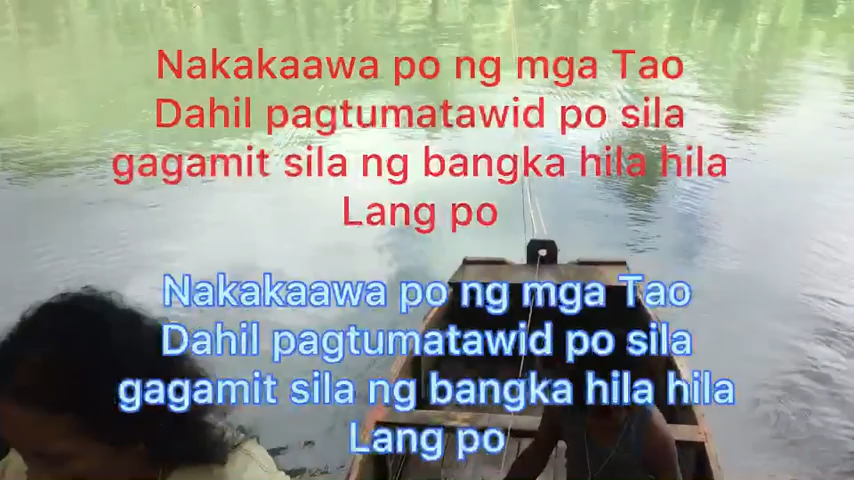 Nakakaawa po ng mga Tao
Dahil pagtumatawid po sila
gagamit sila ng bangka hila hila
Lang po
Nakakaawa po ng mga Tao
Dahil pagtumatawid po sila
gagamit sila ng bangka hila hila
Lang po